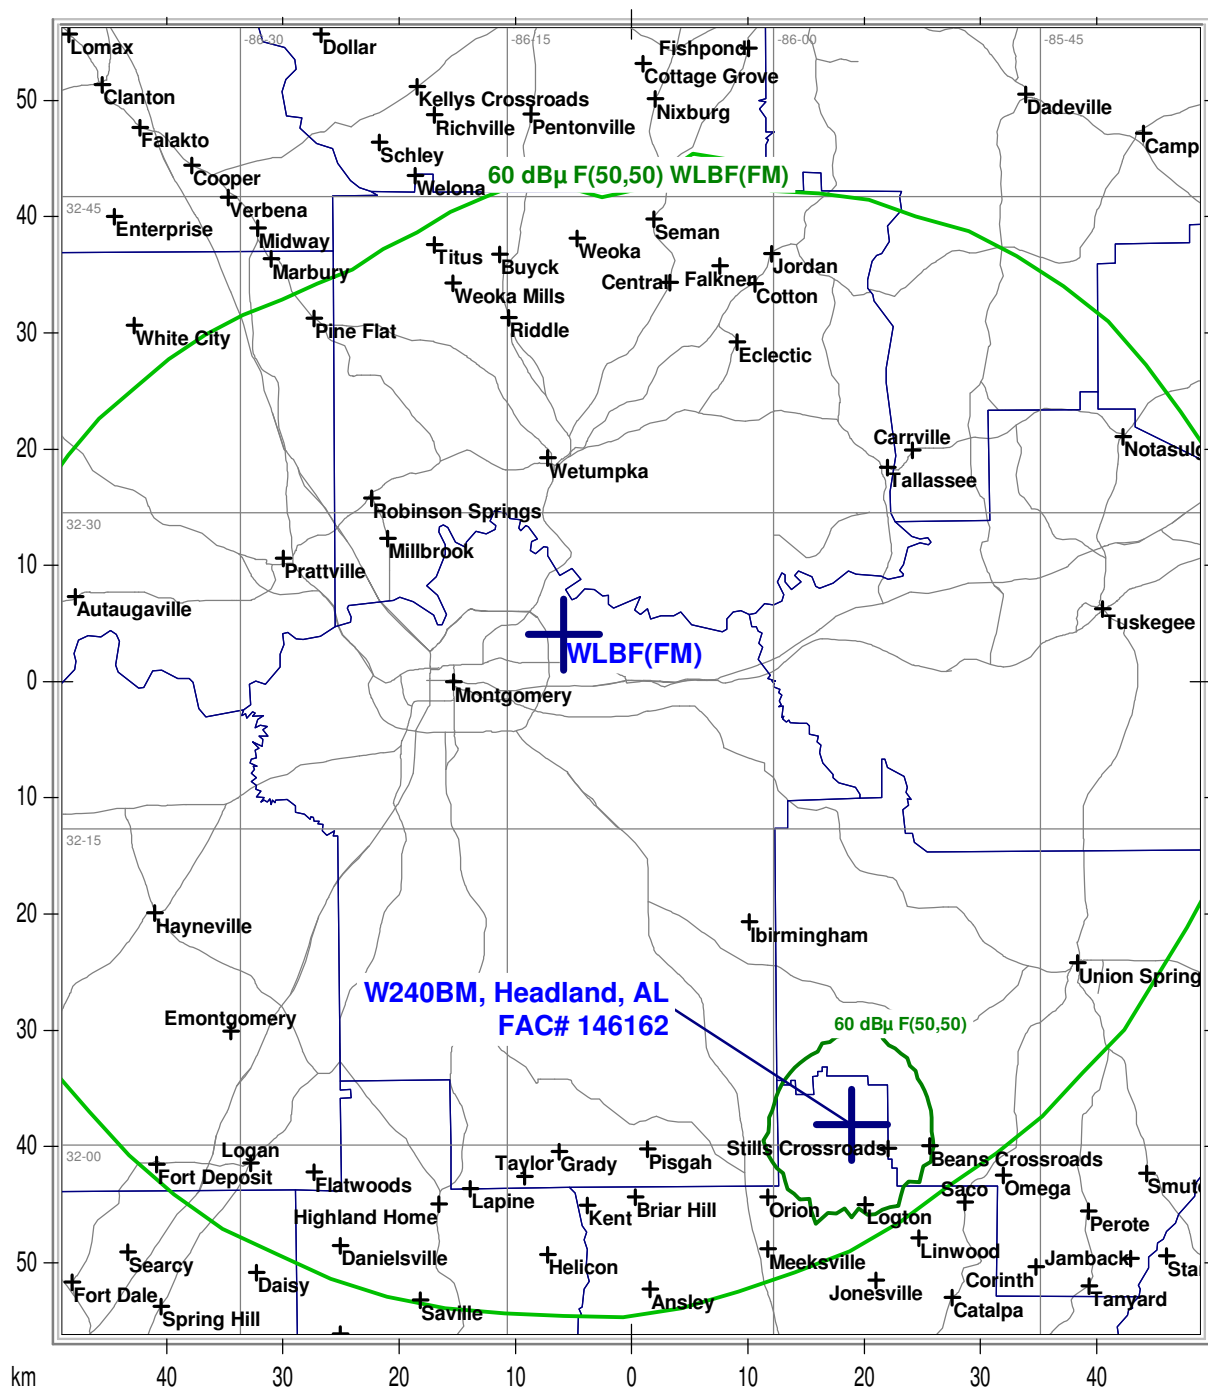 Lomax
-86-30
Dollar
-86-15
Fishpond
-86-00
-85-45
Cottage Grove
50
Clanton
Kellys Crossroads
Nixburg
Dadeville
Falakto
Richville
Pentonville
Camp
Schley
Cooper
Welona
60 dBµ F(50,50) WLBF(FM)
40
32-45
Verbena
Enterprise
Midway
Seman
Marbury
Titus
Buyck
Weoka
Jordan
Central
Falkner
Weoka Mills
Cotton
30
White City
Pine Flat
Riddle
Eclectic
20
Carrville
Notasulg
Wetumpka
Tallassee
Robinson Springs
32-30
10
Millbrook
Prattville
Autaugaville
Tuskegee
WLBF(FM)
0
Montgomery
10
32-15
20
Hayneville
Ibirmingham
Union Spring
W240BM, Headland, AL
FAC# 146162
30
Emontgomery
60 dBµ F(50,50)
40
32-00
Logan
Fort Deposit
Flatwoods
Taylor
Grady
Pisgah
Stills Crossroads
Beans Crossroads
Omega
Smut
Saco
Highland Home
Lapine
Kent
Briar Hill
Orion
Logton
Perote
50
Searcy
Danielsville
Helicon
Meeksville
Linwood
Jamback
Star
Fort Dale
Daisy
Corinth
Jonesville
Tanyard
Spring Hill
Saville
Ansley
Catalpa
km
40
30
20
10
0
10
20
30
40